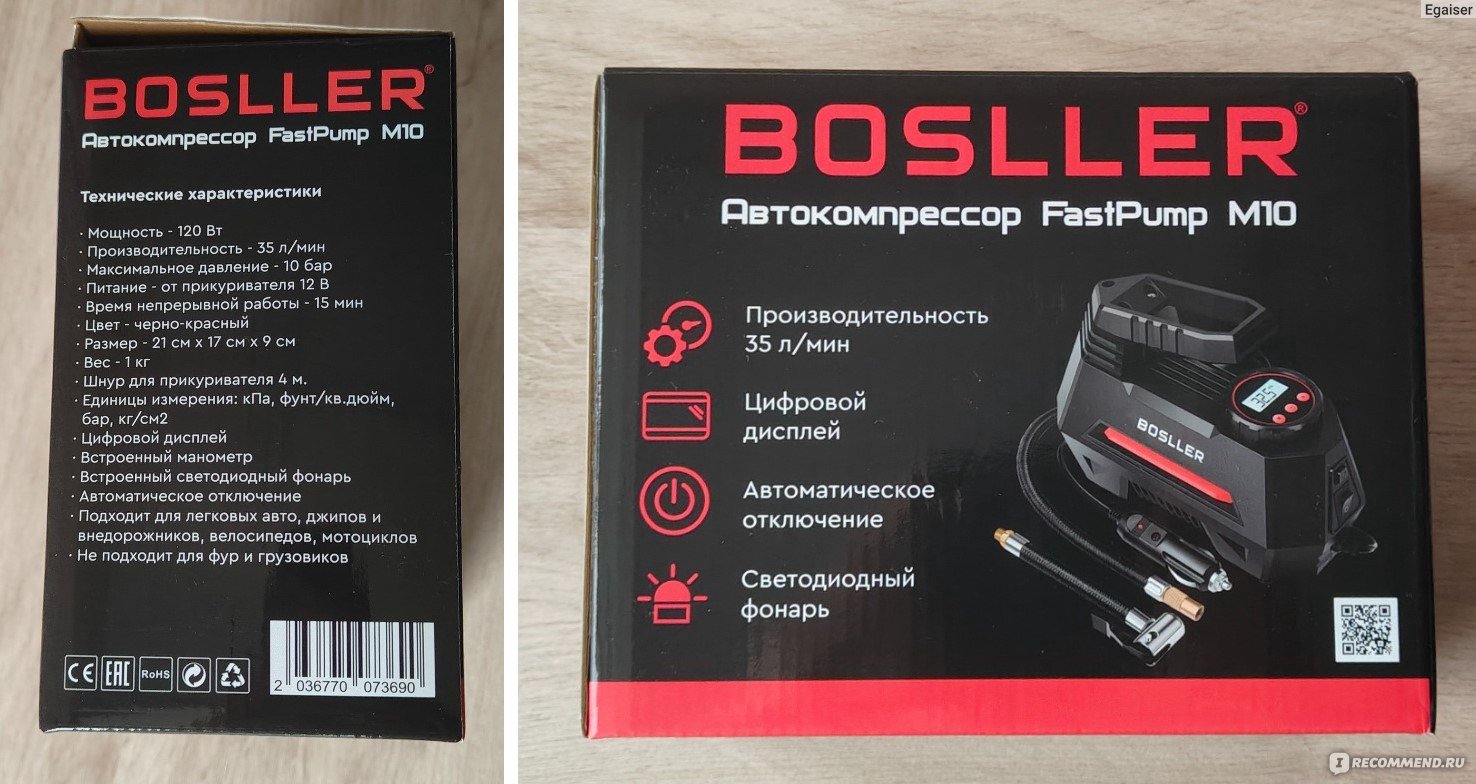 BOSLLER®
Автокомпрессор FastPump M10
Технические характеристики
· Мощность - 120 Вт
· Производительность - 35 л/мин
· Максимальное давление - 10 бар
· Питание - от прикуривателя 12 В
· Время непрерывной работы - 15 мин
· Цвет - черно-красный
· Размер - 21 см х 17 см х 9 см
· Вес - 1 кг
· Шнур для прикуривателя 4 м.
· Единицы измерения: кПа, фунт/кв.дюйм,
бар, кг/см2
· Цифровой дисплей
· Встроенный манометр
· Встроенный светодиодный фонарь
· Автоматическое отключение
· Подходит для легковых авто, джипов и
внедорожников, велосипедов, мотоциклов
· Не подходит для фур и грузовиков
CE EAC RoHS
2 036770 073690
Egaiser
BOSLLER®
Автокомпрессор FastPump M10
Производительность
35 л/мин
Цифровой
дисплей
Автоматическое
отключение
Светодиодный
фонарь
32.5
BOSLLER
IRECOMMEND.RU